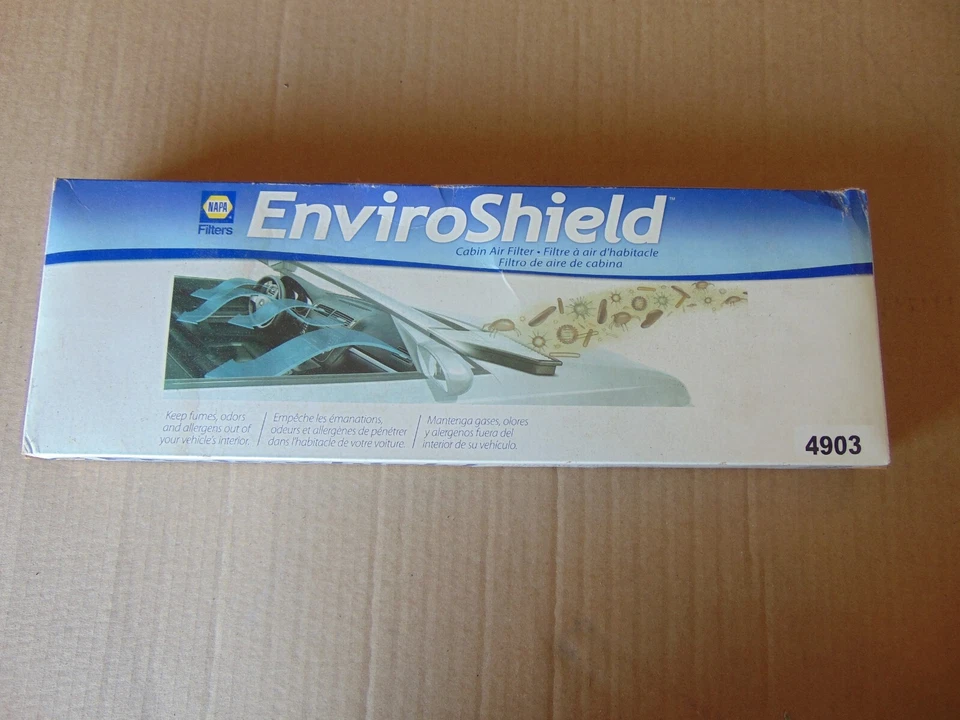 NAPA
Filters
EnviroShield™
Cabin Air Filter • Filtre à air d'habitacle
Filtro de aire de cabina
Keep fumes, odors
and allergens out of
your vehicle's interior.
Empêche les émanations,
odeurs et allergènes de pénétrer
dans l'habitacle de votre voiture.
Mantenga gases, olores
y alergenos fuera del
interior de su vehículo.
4903